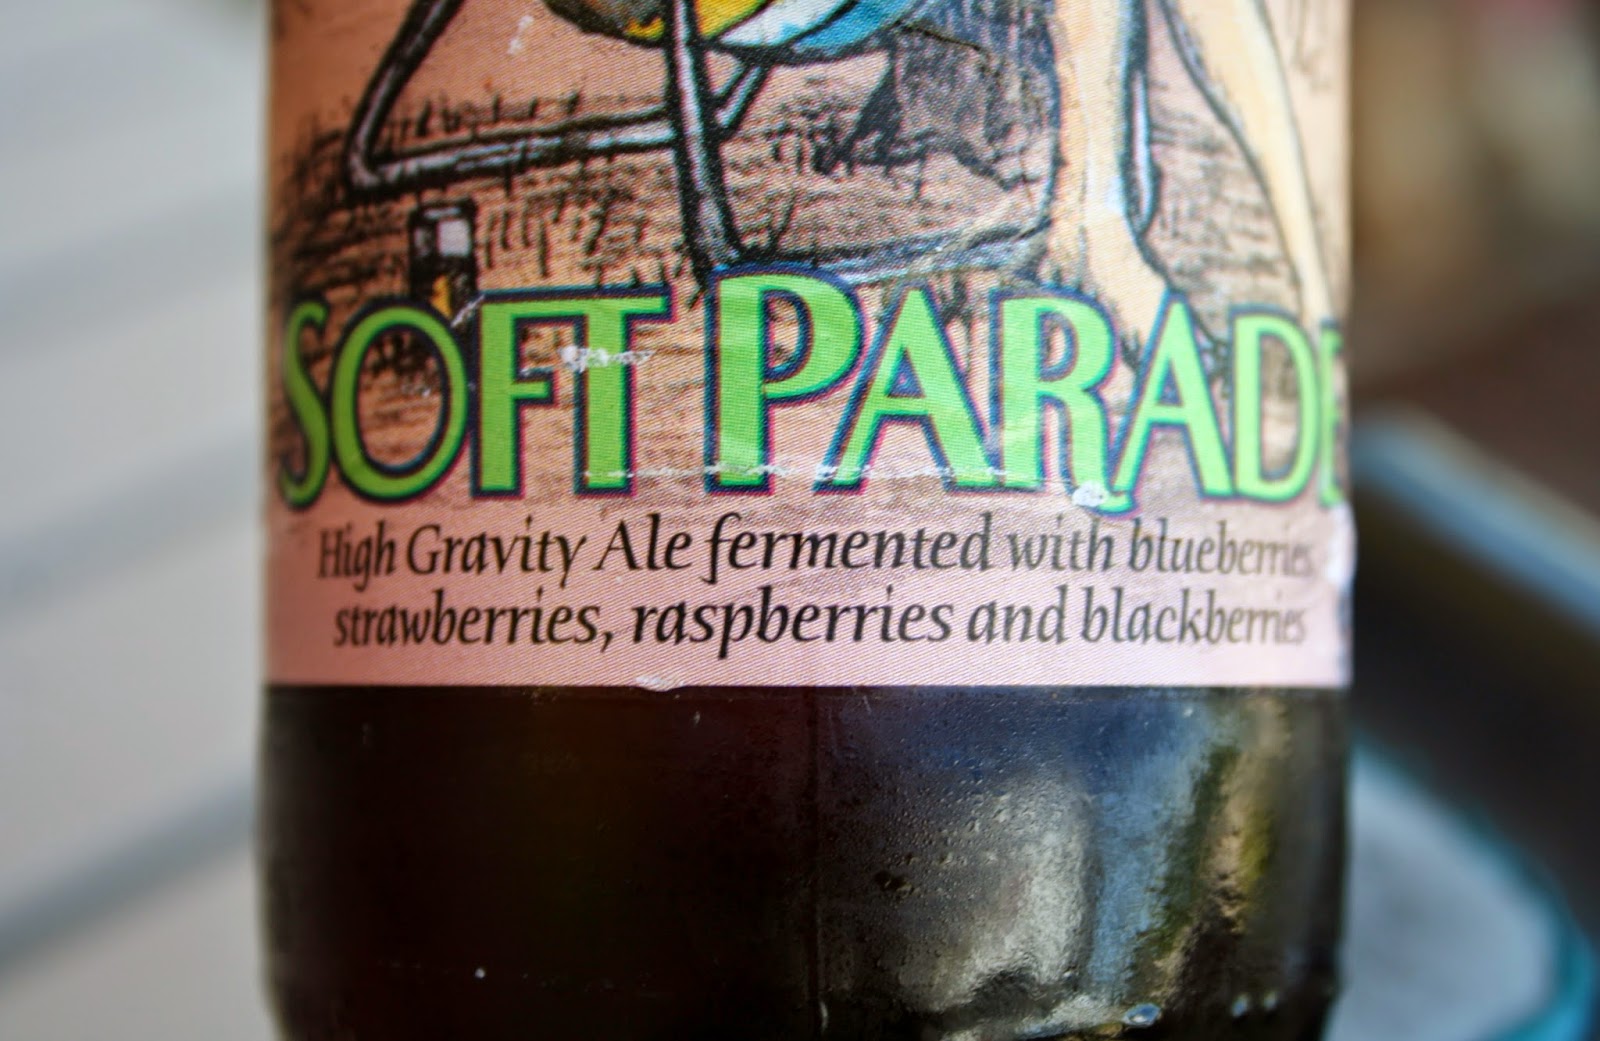 SOFT PARADE
High Gravity Ale fermented with blueberries
strawberries, raspberries and blackberries